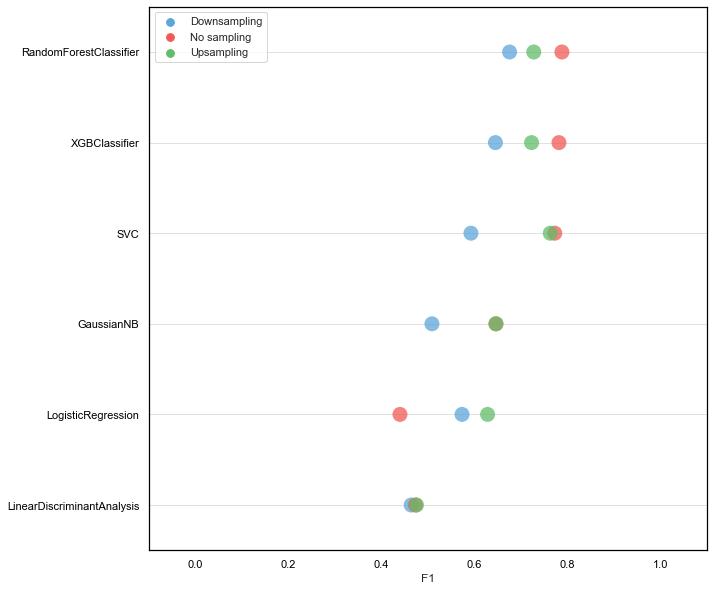 Downsampling
No sampling
Upsampling
RandomForestClassifier
XGBClassifier
SVC
GaussianNB
LogisticRegression
LinearDiscriminantAnalysis
0.0 0.2 0.4 0.6 0.8 1.0
F1